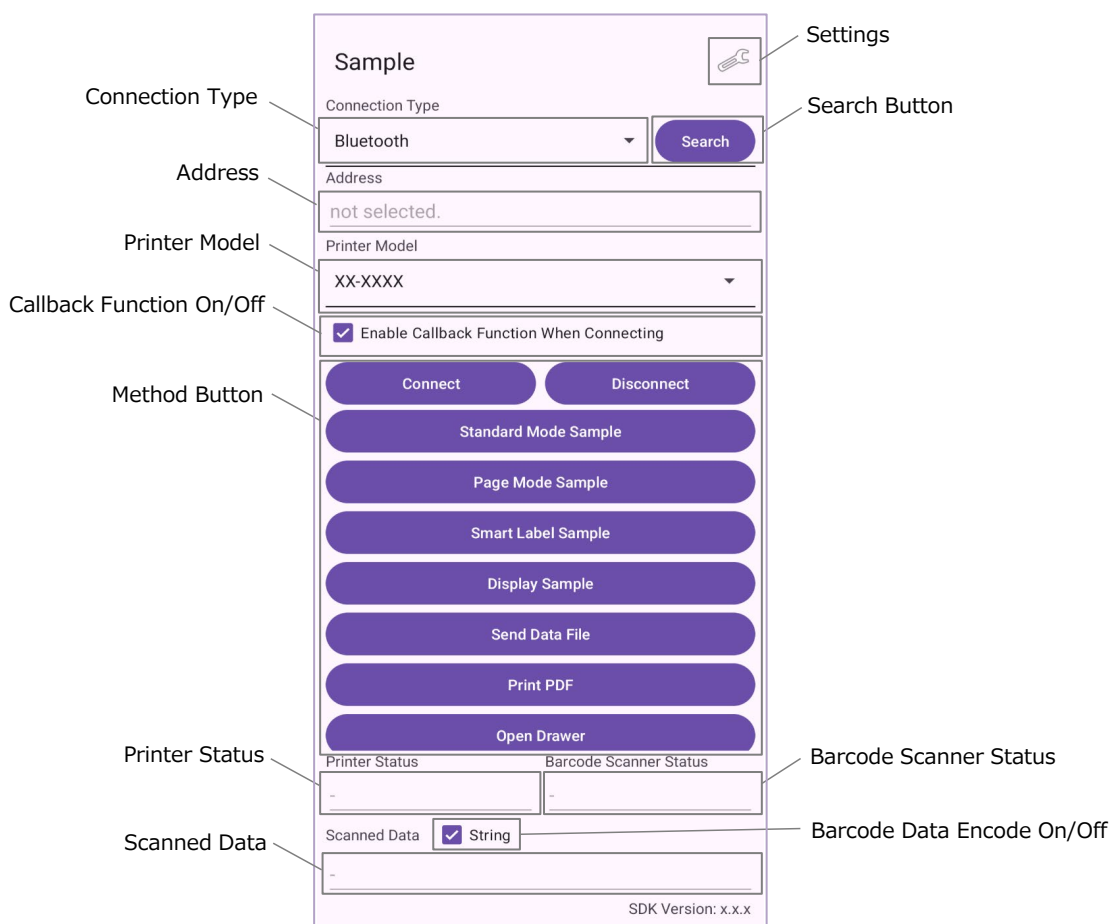 Settings
Sample
Connection Type
Connection Type
Search Button
Bluetooth
Search
Address
Address
not selected.
Printer Model
Printer Model
XX-XXXX
Callback Function On/Off
Enable Callback Function When Connecting
Method Button
Connect
Disconnect
Standard Mode Sample
Page Mode Sample
Smart Label Sample
Display Sample
Send Data File
Print PDF
Open Drawer
Printer Status
Printer Status
Barcode Scanner Status
Barcode Scanner Status
-
-
Scanned Data
String
Barcode Data Encode On/Off
Scanned Data
-
SDK Version: x.x.x